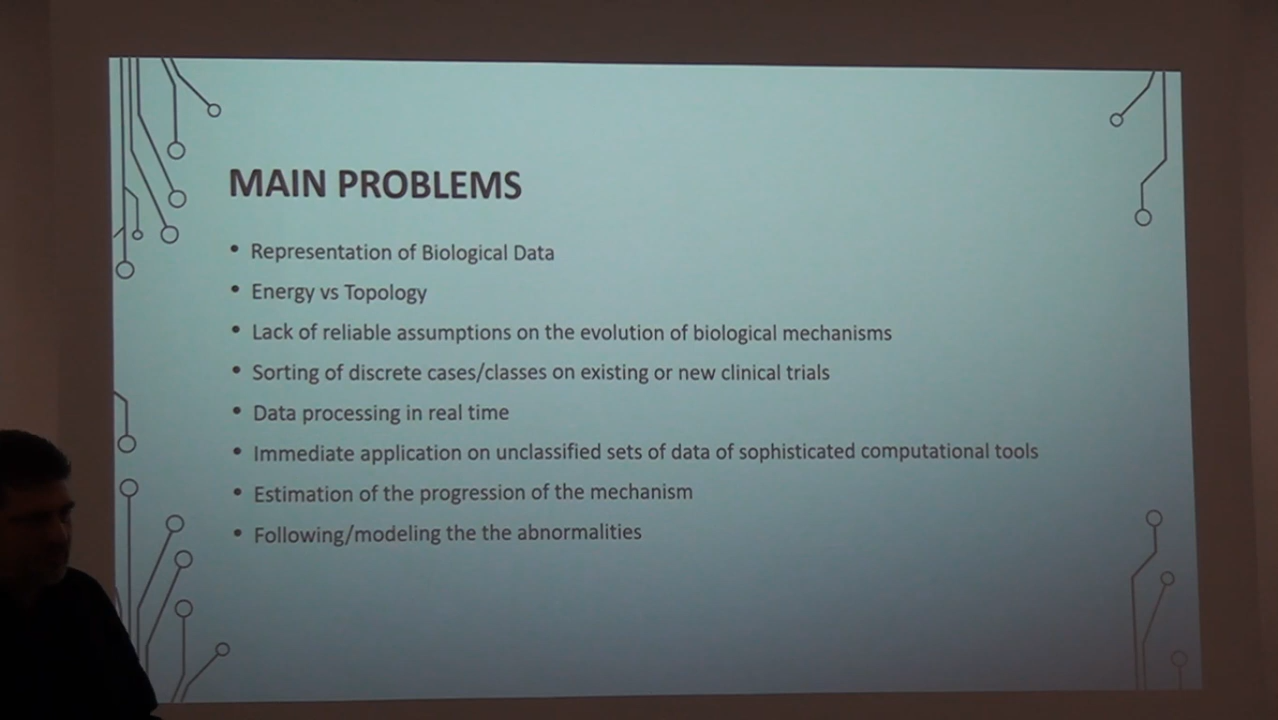 MAIN PROBLEMS
• Representation of Biological Data
• Energy vs Topology
• Lack of reliable assumptions on the evolution of biological mechanisms
• Sorting of discrete cases/classes on existing or new clinical trials
• Data processing in real time
• Immediate application on unclassified sets of data of sophisticated computational tools
• Estimation of the progression of the mechanism
• Following/modeling the the abnormalities